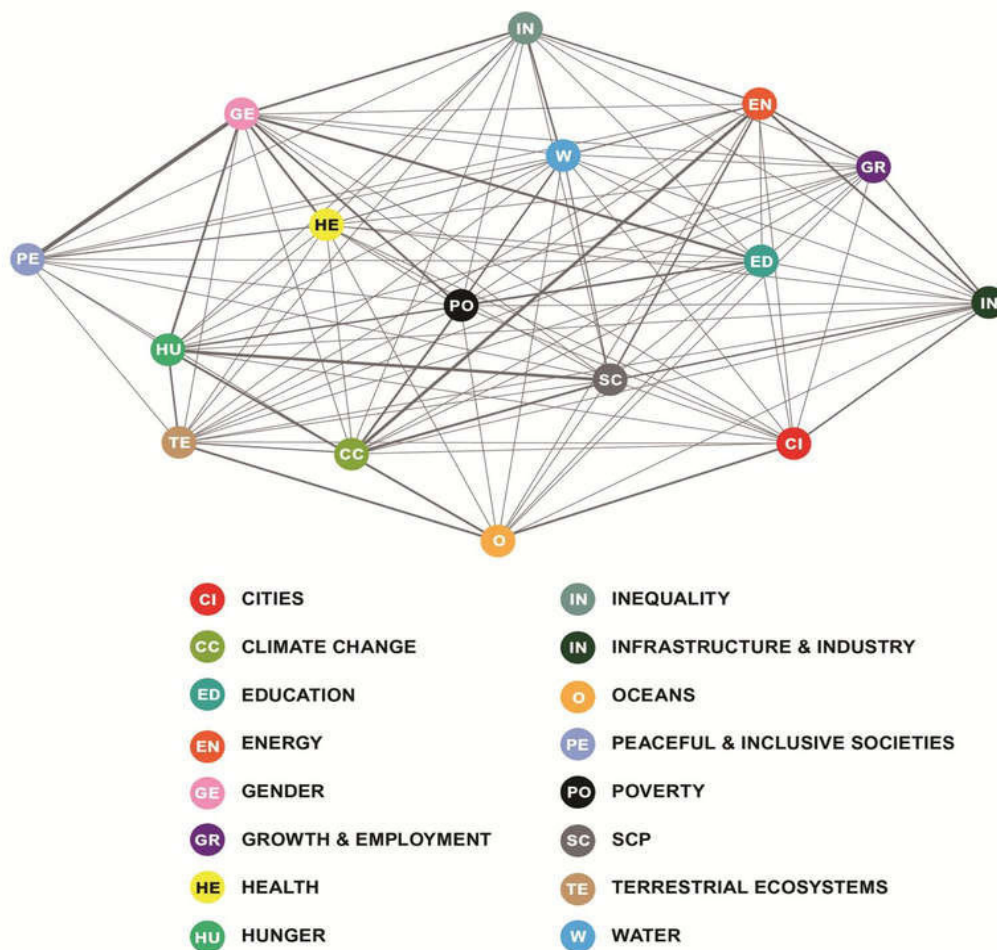 IN
EN
GE
W
GR
HE
PE
ED
PO
IN
HU
SC
TE
CC
CI
O
CI CITIES
CC CLIMATE CHANGE
ED EDUCATION
EN ENERGY
GE GENDER
GR GROWTH & EMPLOYMENT
HE HEALTH
HU HUNGER
IN INEQUALITY
IN INFRASTRUCTURE & INDUSTRY
O OCEANS
PE PEACEFUL & INCLUSIVE SOCIETIES
PO POVERTY
SC SCP
TE TERRESTRIAL ECOSYSTEMS
W WATER